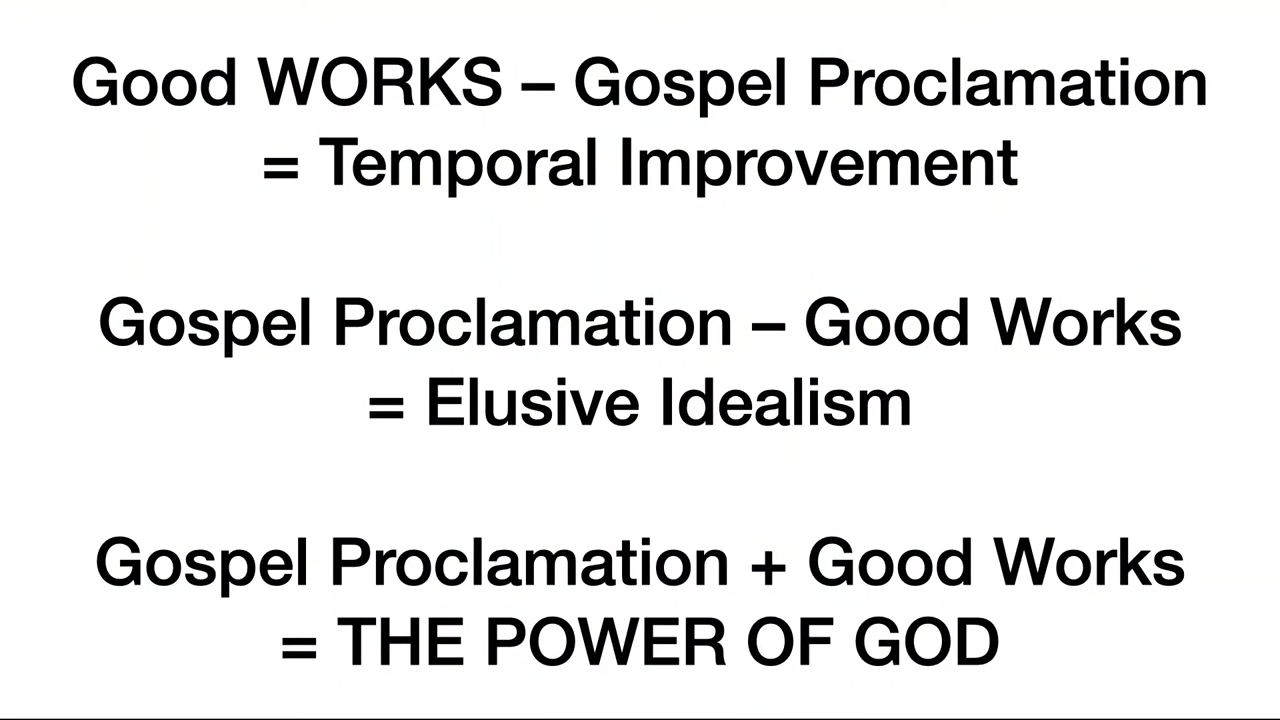 Good WORKS – Gospel Proclamation
= Temporal Improvement
Gospel Proclamation – Good Works
= Elusive Idealism
Gospel Proclamation + Good Works
= THE POWER OF GOD